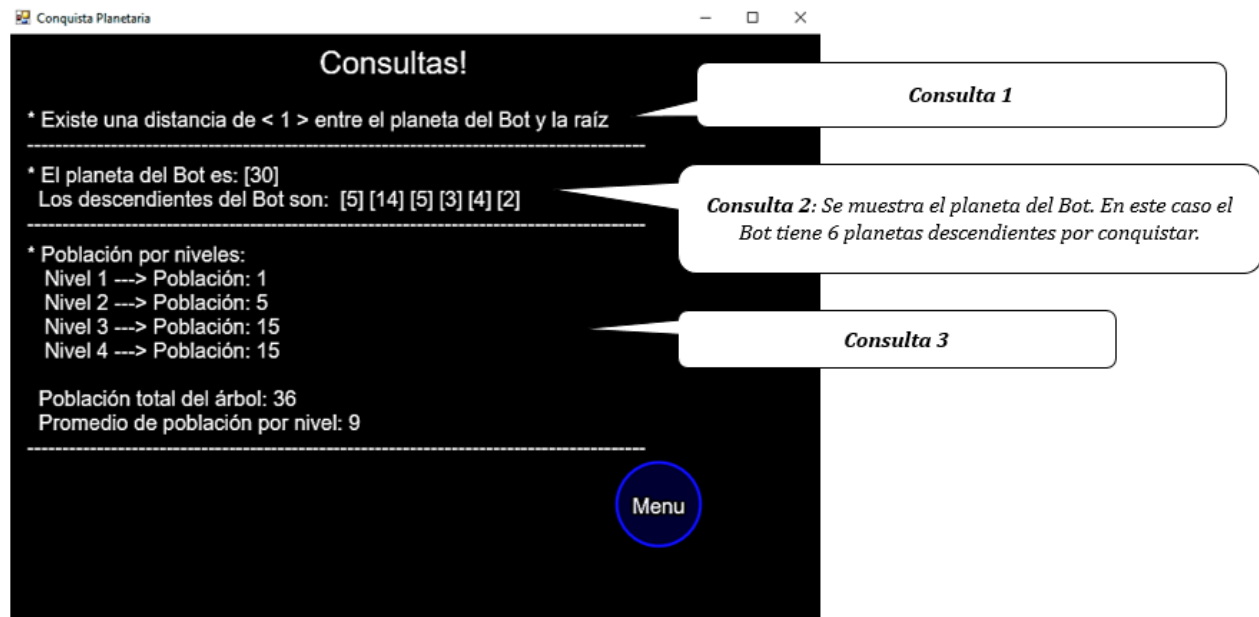 Conquista Planetaria
Consultas!
* Existe una distancia de < 1 > entre el planeta del Bot y la raíz
* El planeta del Bot es: [30]
Los descendientes del Bot son: [5] [14] [5] [3] [4] [2]
* Población por niveles:
Nivel 1 ---> Población: 1
Nivel 2 ---> Población: 5
Nivel 3 ---> Población: 15
Nivel 4 ---> Población: 15
Población total del árbol: 36
Promedio de población por nivel: 9
Menu
Consulta 1
Consulta 2: Se muestra el planeta del Bot. En este caso el
Bot tiene 6 planetas descendientes por conquistar.
Consulta 3